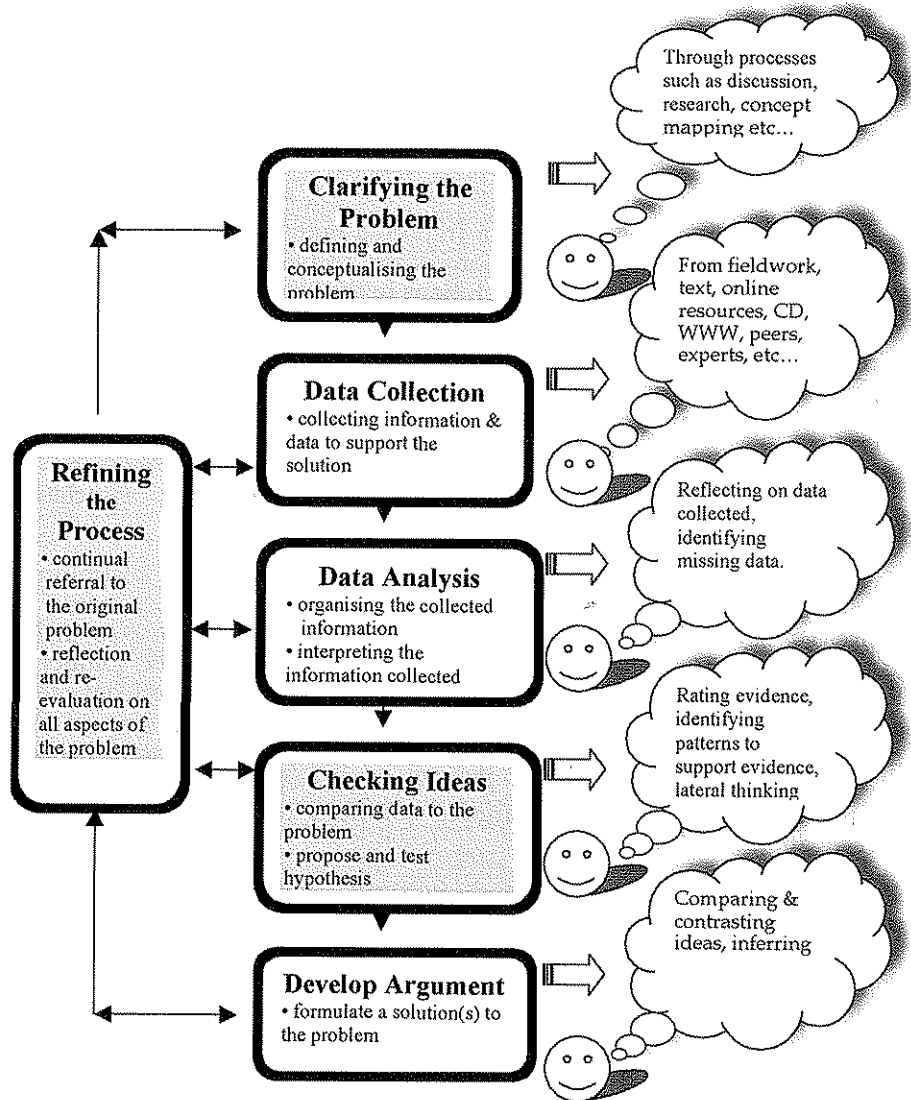 Through processes
such as discussion,
research, concept
mapping etc...
Clarifying the
Problem
• defining and
conceptualising the
problem
From fieldwork,
text, online
resources, CD,
WWW, peers,
experts, etc...
Data Collection
• collecting information &
data to support the
solution
Refining
the
Process
• continual
referral to
the original
problem
• reflection
and re-
evaluation on
all aspects of
the problem
Reflecting on data
collected,
identifying
missing data.
Data Analysis
• organising the collected
information
• interpreting the
information collected
Rating evidence,
identifying
patterns to
support evidence,
lateral thinking
Checking Ideas
• comparing data to the
problem
• propose and test
hypothesis
Comparing &
contrasting
ideas, inferring
Develop Argument
• formulate a solution(s) to
the problem